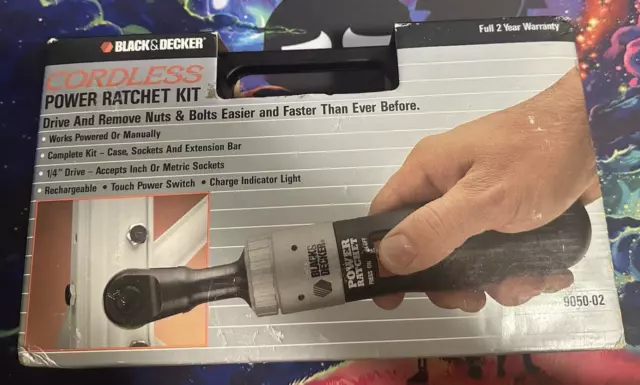 BLACK&DECKER
Full 2 Year Warranty
CORDLESS
POWER RATCHET KIT
Drive And Remove Nuts & Bolts Easier and Faster Than Ever Before.
• Works Powered Or Manually
• Complete Kit – Case, Sockets And Extension Bar
• 1/4" Drive – Accepts Inch Or Metric Sockets
• Rechargeable • Touch Power Switch • Charge Indicator Light
BLACK&
DECKER
POWER
RATCHET
9050-02